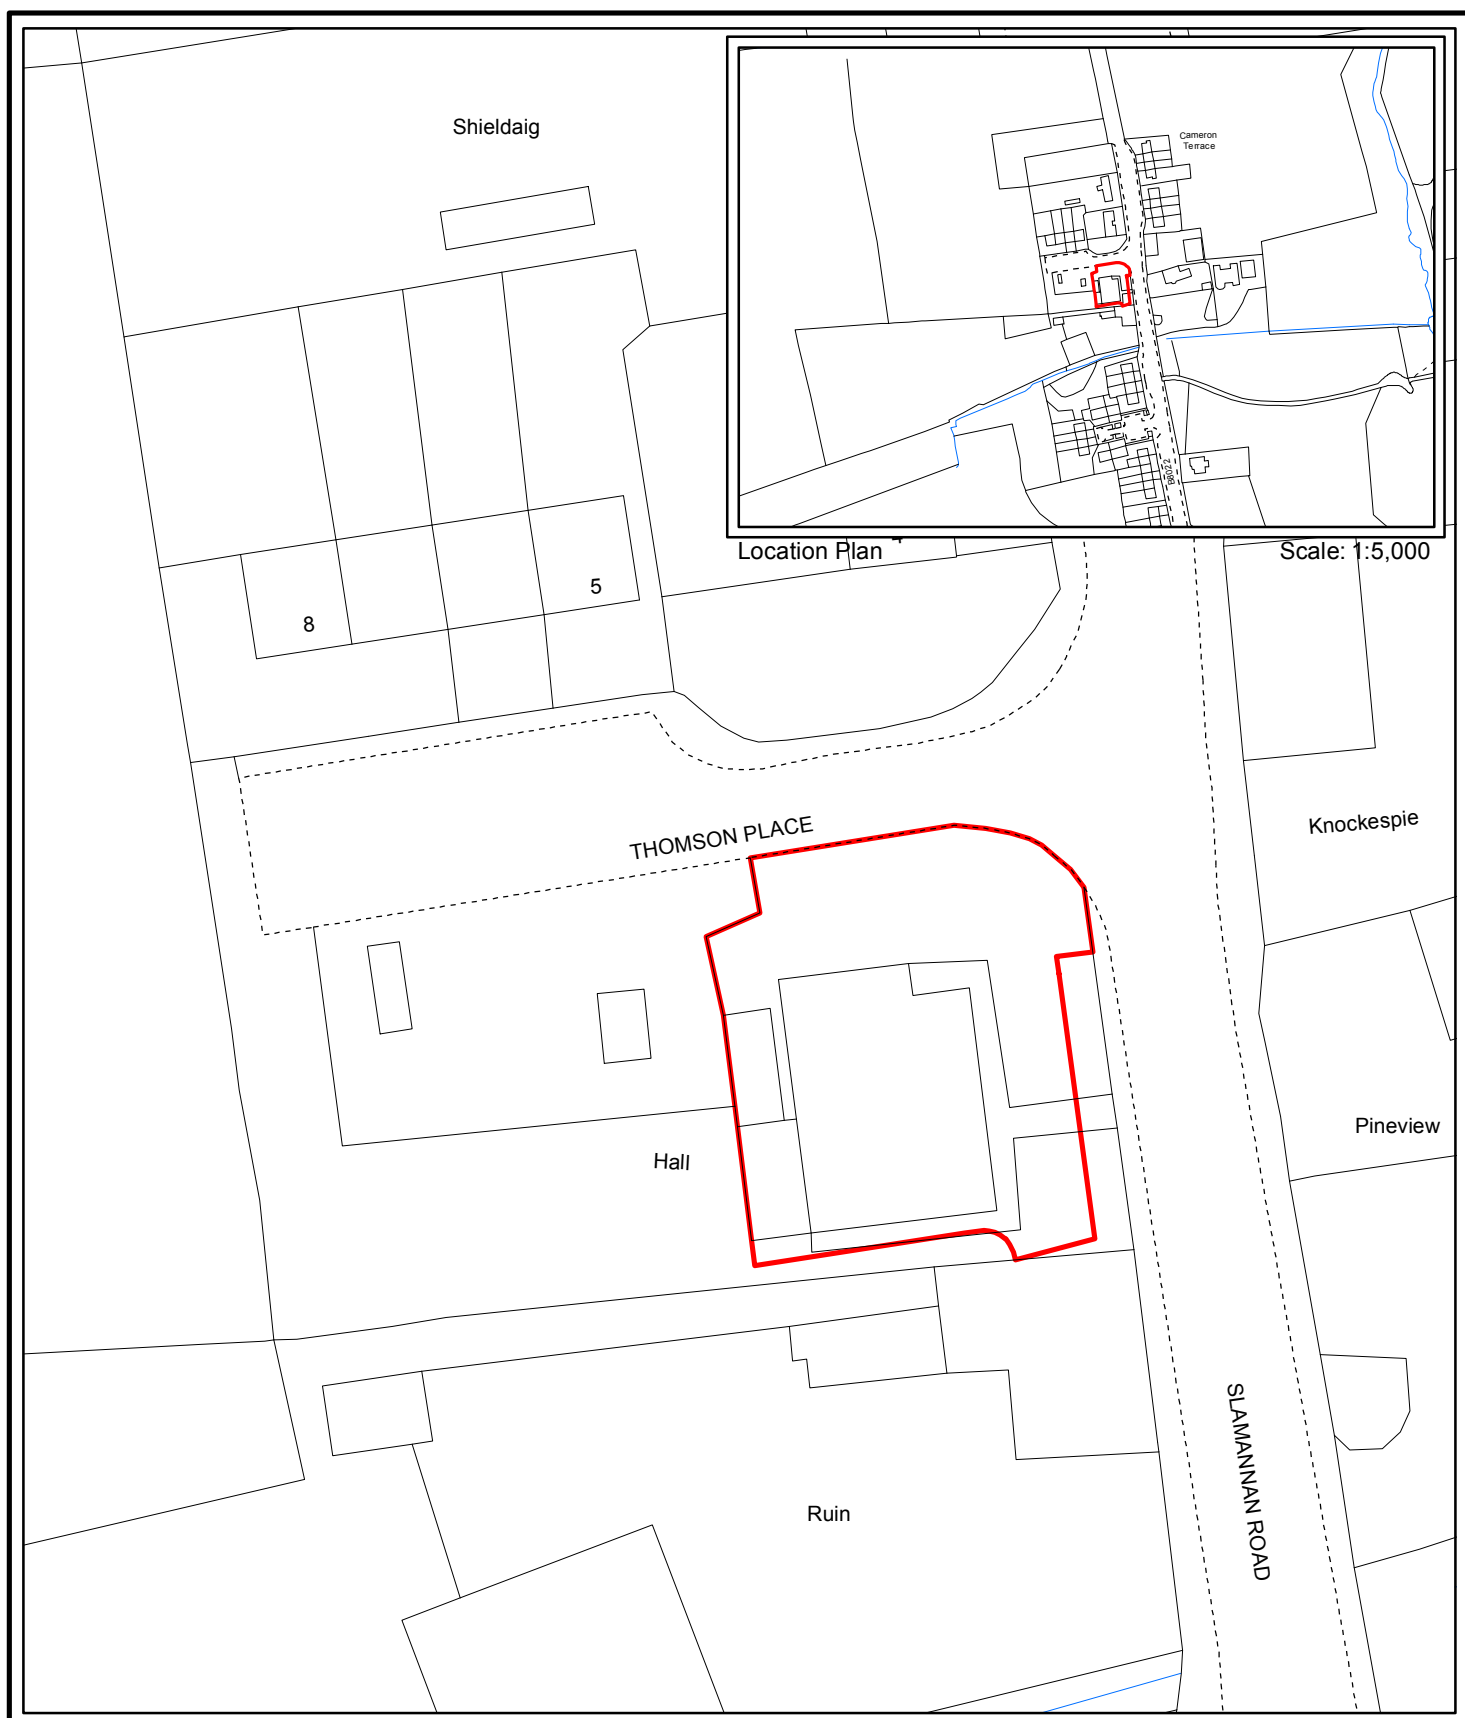 Shieldaig
Cameron
Terrace
B8022
Location Plan
4
Scale: 1:5,000
5
8
THOMSON PLACE
Knockespie
Pineview
Hall
SLAMANNAN ROAD
Ruin